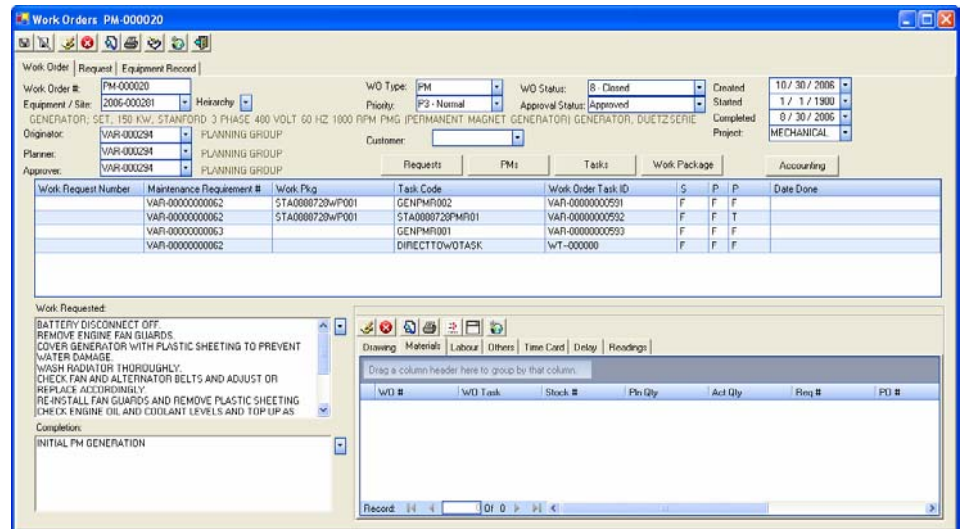 Work Orders PM-000020
Work Order Request Equipment Record
Work Order #: PM-000020 WO Type: PM WO Status: 8 - Closed Created 10 / 30 / 2006
Equipment / Site: 2006-000281 Heirarchy Priority: P3 - Normal Approval Status: Approved Started 1 / 1 / 1900
GENERATOR; SET, 150 KW, STANFORD 3 PHASE 480 VOLT 60 HZ 1800 RPM PMG (PERMANENT MAGNET GENERATOR) GENERATOR, DUETZ SERIE Completed 8 / 30 / 2006
Originator: VAR-000294 PLANNING GROUP Customer: Project: MECHANICAL
Planner: VAR-000294 PLANNING GROUP
Approver: VAR-000294 PLANNING GROUP
Requests PMs Tasks Work Package Accounting
Work Request Number Maintenance Requirement # Work Pkg Task Code Work Order Task ID S P P Date Done
VAR-00000000062 STA0888729WP001 GENPMR002 VAR-00000000591 F F F
VAR-00000000062 STA0888729WP001 STA0888728PMR01 VAR-00000000592 F F T
VAR-00000000063 GENPMR001 VAR-00000000593 F F F
VAR-00000000062 DIRECTTOWOTASK WT-000000 F F F
Work Requested:
BATTERY DISCONNECT OFF.
REMOVE ENGINE FAN GUARDS.
COVER GENERATOR WITH PLASTIC SHEETING TO PREVENT
WATER DAMAGE.
WASH RADIATOR THOROUGHLY.
CHECK FAN AND ALTERNATOR BELTS AND ADJUST OR
REPLACE ACCORDINGLY.
RE-INSTALL FAN GUARDS AND REMOVE PLASTIC SHEETING
CHECK ENGINE OIL AND COOLANT LEVELS AND TOP UP AS
Completion:
INITIAL PM GENERATION
Drawing Materials Labour Others Time Card Delay Readings
Drag a column header here to group by that column.
WO # WO Task Stock # Pln Qty Act Qty Req # PO #
Record: Of 0